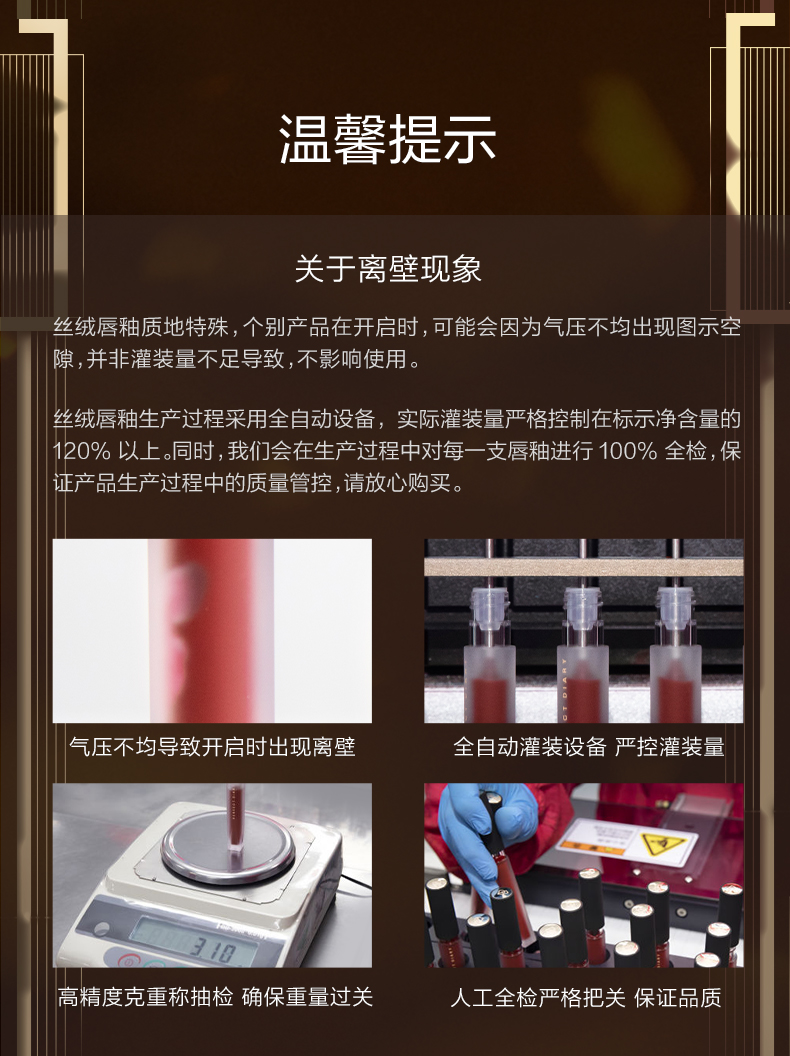 温馨提示
关于离壁现象
丝绒唇釉质地特殊,个别产品在开启时,可能会因为气压不均出现图示空
隙,并非灌装量不足导致,不影响使用。
丝绒唇釉生产过程采用全自动设备, 实际灌装量严格控制在标示净含量的
120% 以上。同时,我们会在生产过程中对每一支唇釉进行 100% 全检,保
证产品生产过程中的质量管控,请放心购买。
气压不均导致开启时出现离壁
全自动灌装设备 严控灌装量
3.10
高精度克重称抽检 确保重量过关
人工全检严格把关 保证品质